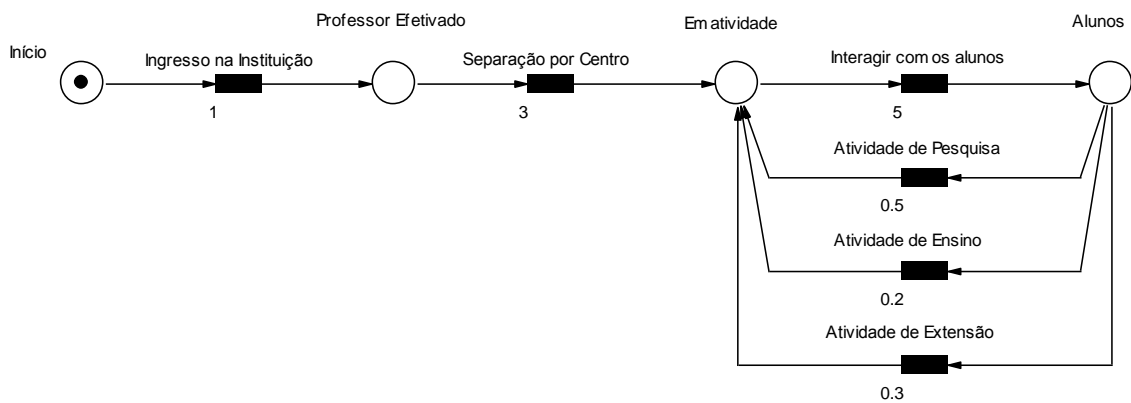 Início
Ingresso na Instituição
1
Professor Efetivado
Separação por Centro
3
Em atividade
Interagir com os alunos
5
Alunos
Atividade de Pesquisa
0.5
Atividade de Ensino
0.2
Atividade de Extensão
0.3